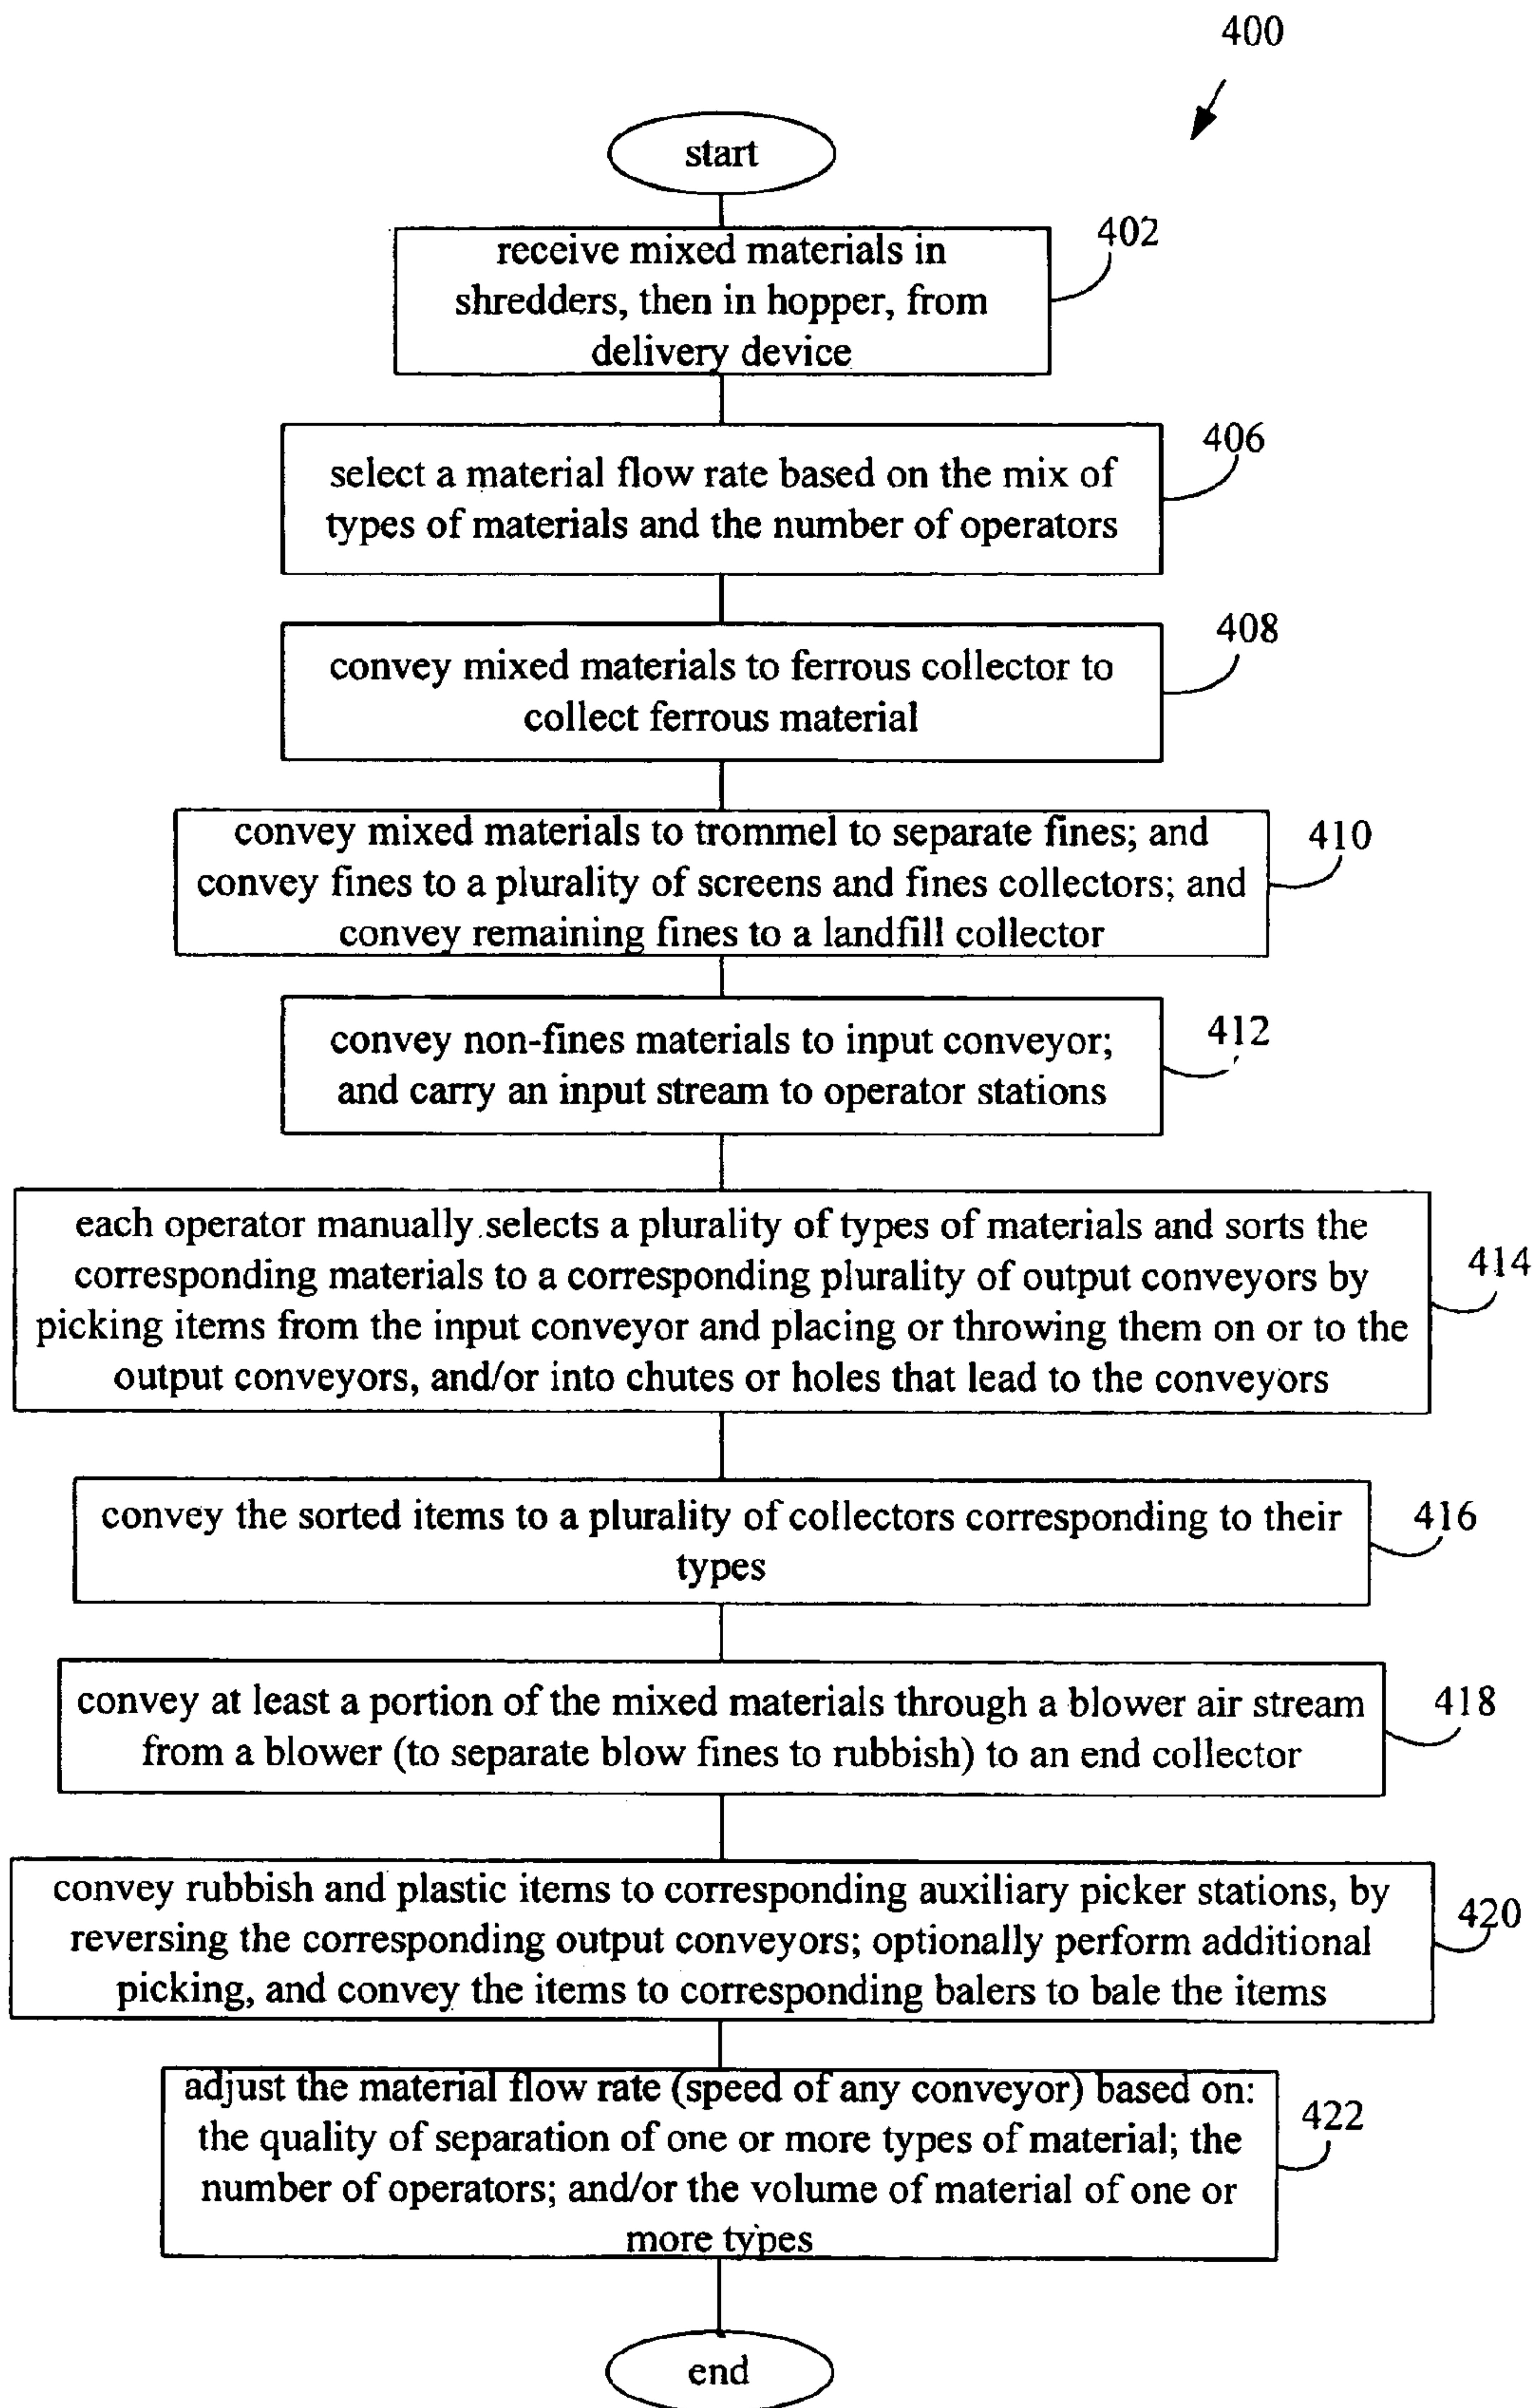 400
start
402
receive mixed materials in
shredders, then in hopper, from
delivery device
406
select a material flow rate based on the mix of
types of materials and the number of operators
408
convey mixed materials to ferrous collector to
collect ferrous material
410
convey mixed materials to trommel to separate fines; and
convey fines to a plurality of screens and fines collectors; and
convey remaining fines to a landfill collector
412
convey non-fines materials to input conveyor;
and carry an input stream to operator stations
414
each operator manually selects a plurality of types of materials and sorts the
corresponding materials to a corresponding plurality of output conveyors by
picking items from the input conveyor and placing or throwing them on or to the
output conveyors, and/or into chutes or holes that lead to the conveyors
416
convey the sorted items to a plurality of collectors corresponding to their
types
418
convey at least a portion of the mixed materials through a blower air stream
from a blower (to separate blow fines to rubbish) to an end collector
420
convey rubbish and plastic items to corresponding auxiliary picker stations, by
reversing the corresponding output conveyors; optionally perform additional
picking, and convey the items to corresponding balers to bale the items
422
adjust the material flow rate (speed of any conveyor) based on:
the quality of separation of one or more types of material; the
number of operators; and/or the volume of material of one or
more types
end